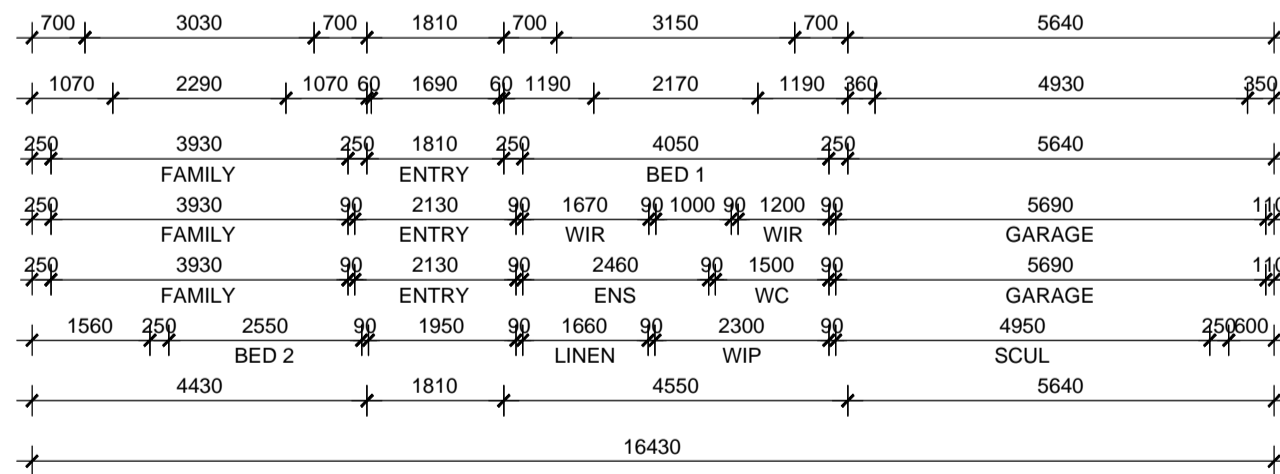 700 3030 700 1810 700 3150 700 5640
1070 2290 1070 60 1690 60 1190 2170 1190 360 4930 350
250 3930 250 1810 250 4050 250 5640
FAMILY ENTRY BED 1
250 3930 90 2130 90 1670 90 1000 90 1200 90 5690 110
FAMILY ENTRY WIR WIR GARAGE
250 3930 90 2130 90 2460 90 1500 90 5690 110
FAMILY ENTRY ENS WC GARAGE
1560 250 2550 90 1950 90 1660 90 2300 90 4950 250 600
BED 2 LINEN WIP SCUL
4430 1810 4550 5640
16430